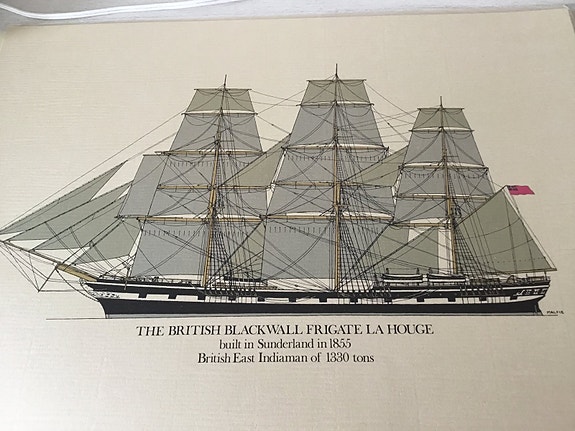 THE BRITISH BLACKWALL FRIGATE LA HOUGE
built in Sunderland in 1855
British East Indiaman of 1330 tons